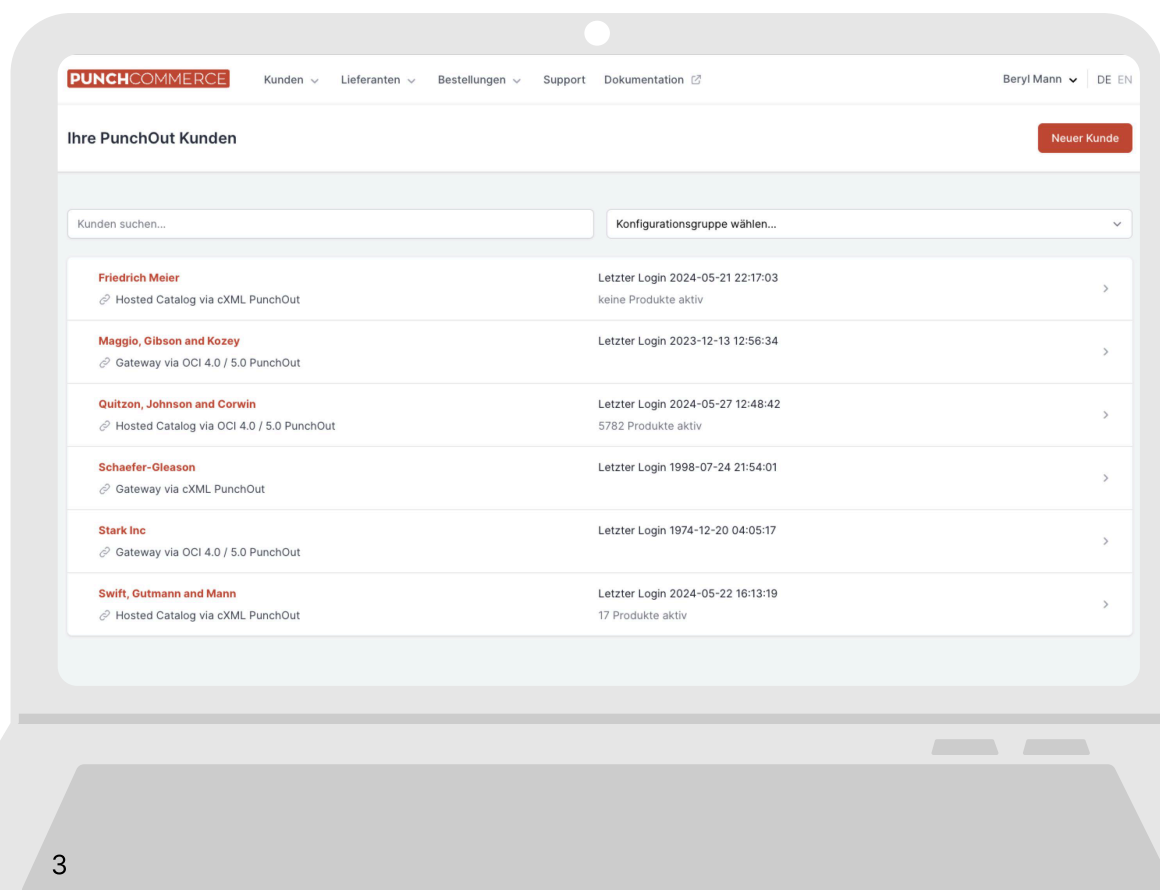 PUNCHCOMMERCE Kunden Lieferanten Bestellungen Support Dokumentation Beryl Mann DE EN
Ihre PunchOut Kunden Neuer Kunde
Kunden suchen... Konfigurationsgruppe wählen...
Friedrich Meier Letzter Login 2024-05-21 22:17:03
Hosted Catalog via cXML PunchOut keine Produkte aktiv
Maggio, Gibson and Kozey Letzter Login 2023-12-13 12:56:34
Gateway via OCI 4.0 / 5.0 PunchOut
Quitzon, Johnson and Corwin Letzter Login 2024-05-27 12:48:42
Hosted Catalog via OCI 4.0 / 5.0 PunchOut 5782 Produkte aktiv
Schaefer-Gleason Letzter Login 1998-07-24 21:54:01
Gateway via cXML PunchOut
Stark Inc Letzter Login 1974-12-20 04:05:17
Gateway via OCI 4.0 / 5.0 PunchOut
Swift, Gutmann and Mann Letzter Login 2024-05-22 16:13:19
Hosted Catalog via cXML PunchOut 17 Produkte aktiv
3